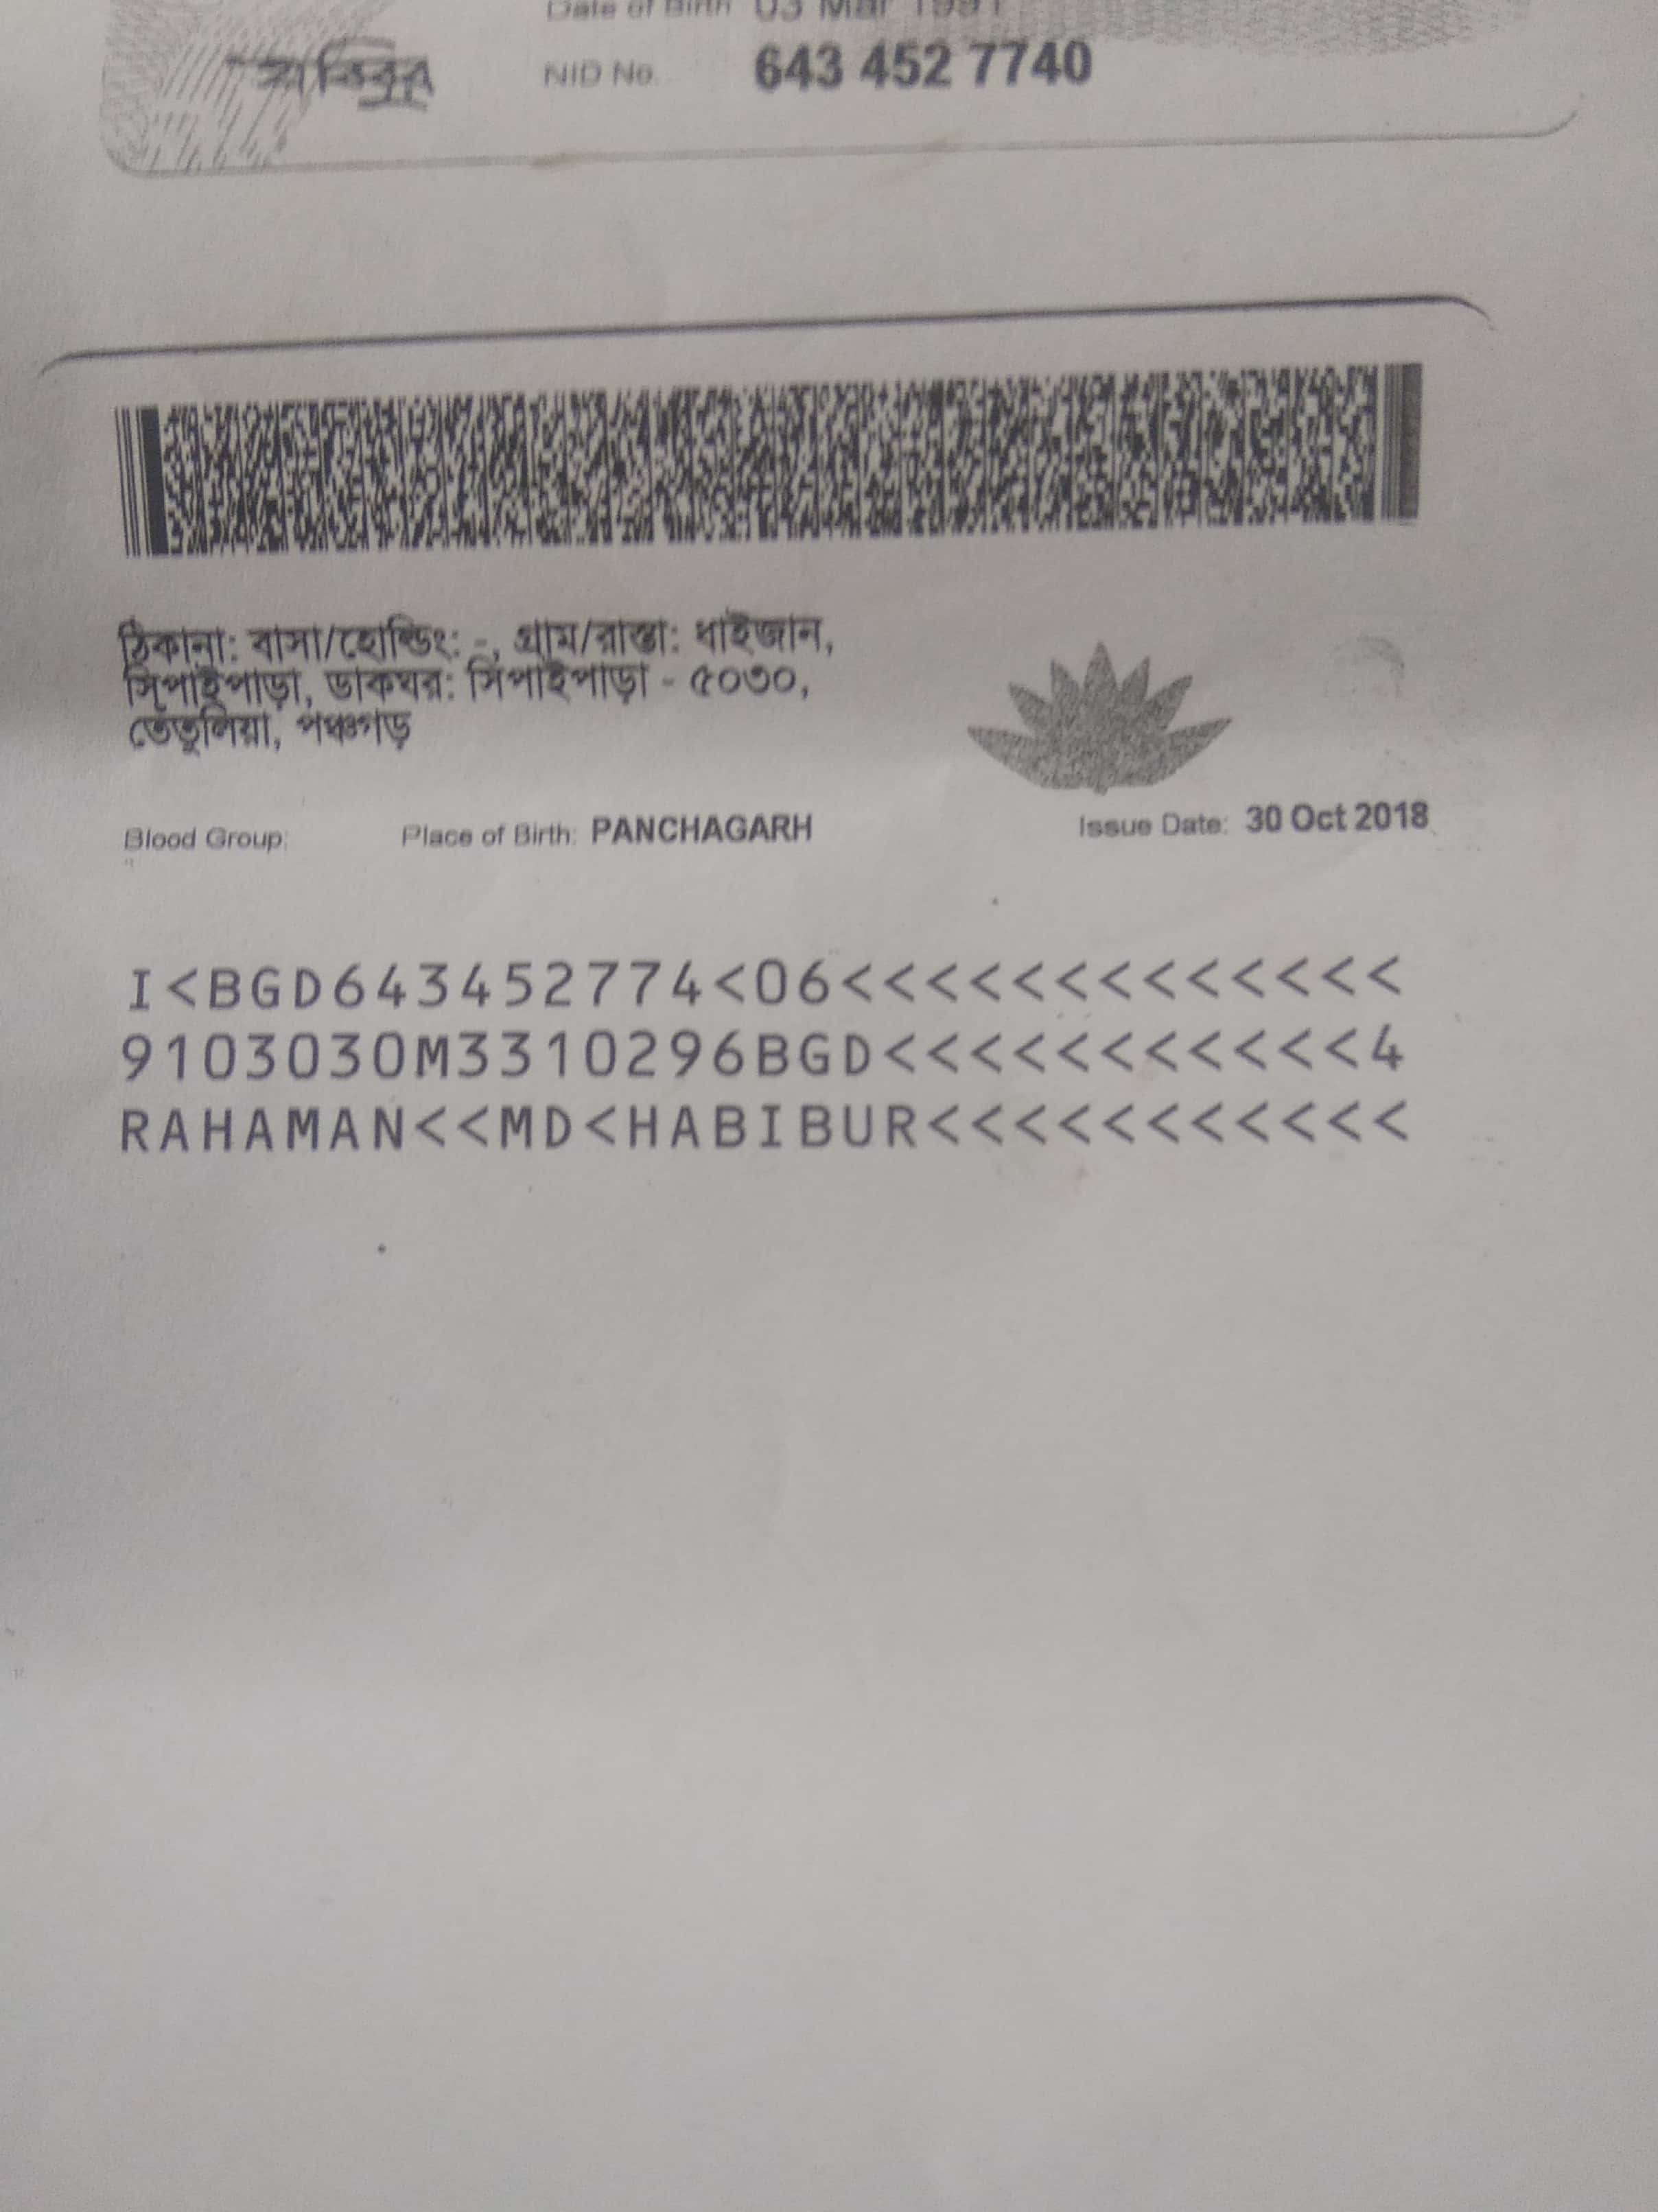 Date of Birth 03 Mar 1991
NID No. 643 452 7740
ঠিকানা: বাসা/হোল্ডিং: -, গ্রাম/রাস্তা: ধাইজান,
সিপাইপাড়া, ডাকঘর: সিপাইপাড়া - ৫০৩০,
তেঁতুলিয়া, পঞ্চগড়
Blood Group: Place of Birth: PANCHAGARH Issue Date: 30 Oct 2018
I<BGD643452774<06<<<<<<<<<<<<<
9103030M3310296BGD<<<<<<<<<<<4
RAHAMAN<<MD<HABIBUR<<<<<<<<<<<